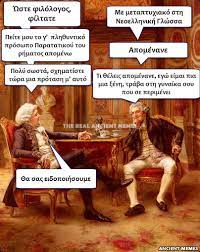 Ώστε φιλόλογος,
φίλτατε
Με μεταπτυχιακό στη
Νεοελληνική Γλώσσα
Πείτε μου το γ' πληθυντικό
πρόσωπο Παρατατικού του
ρήματος απομένω
Απομένανε
Πολύ σωστά, σχηματίστε
τώρα μια πρόταση μ' αυτό
Τι θέλεις απομένανε, εγώ είμαι πια
μια ξένη, τράβα στη γυναίκα σου
που σε περιμένει
THE REAL ANCIENT MEMES
Θα σας ειδοποιήσουμε
ANCIENT MEMES